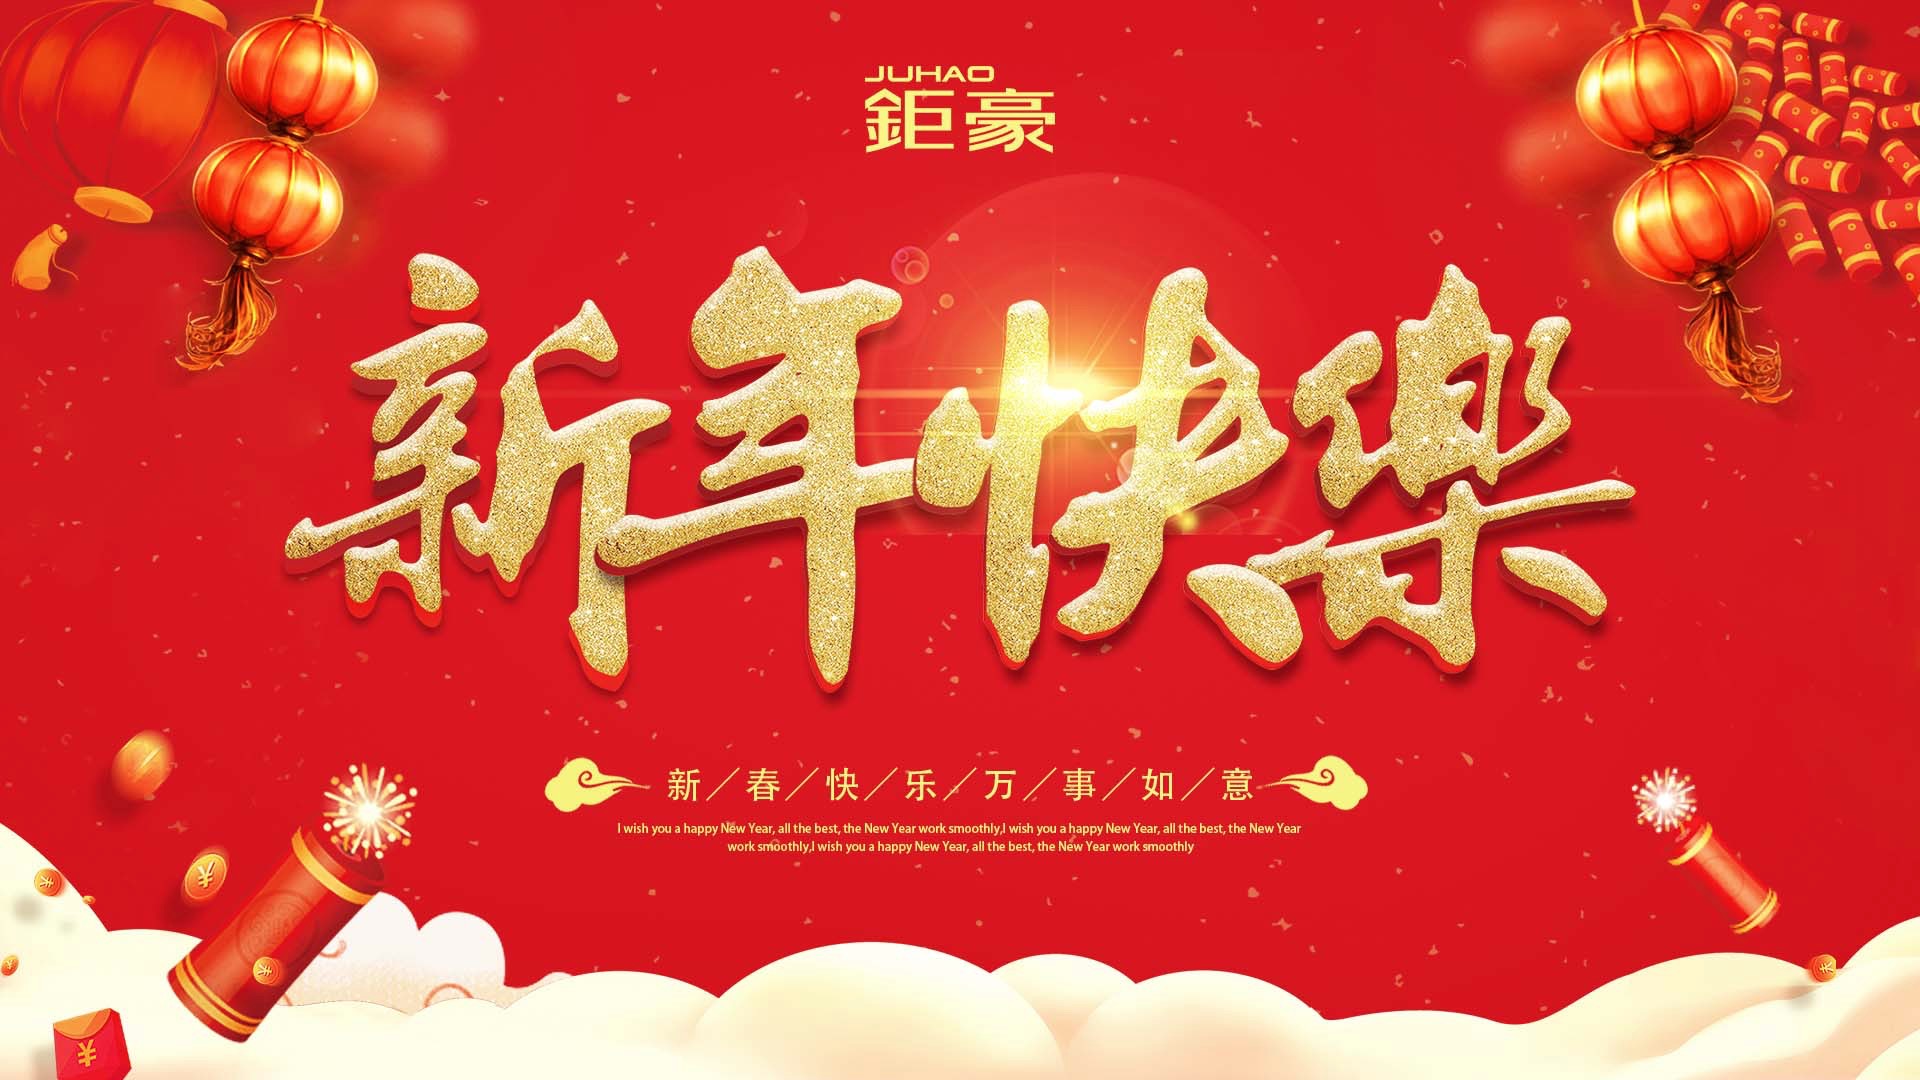 JUHAO
鉅豪
新年快樂
新／春／快／乐／万／事／如／意
I wish you a happy New Year, all the best, the New Year work smoothly,I wish you a happy New Year, all the best, the New Year
work smoothly,I wish you a happy New Year, all the best, the New Year work smoothly
¥